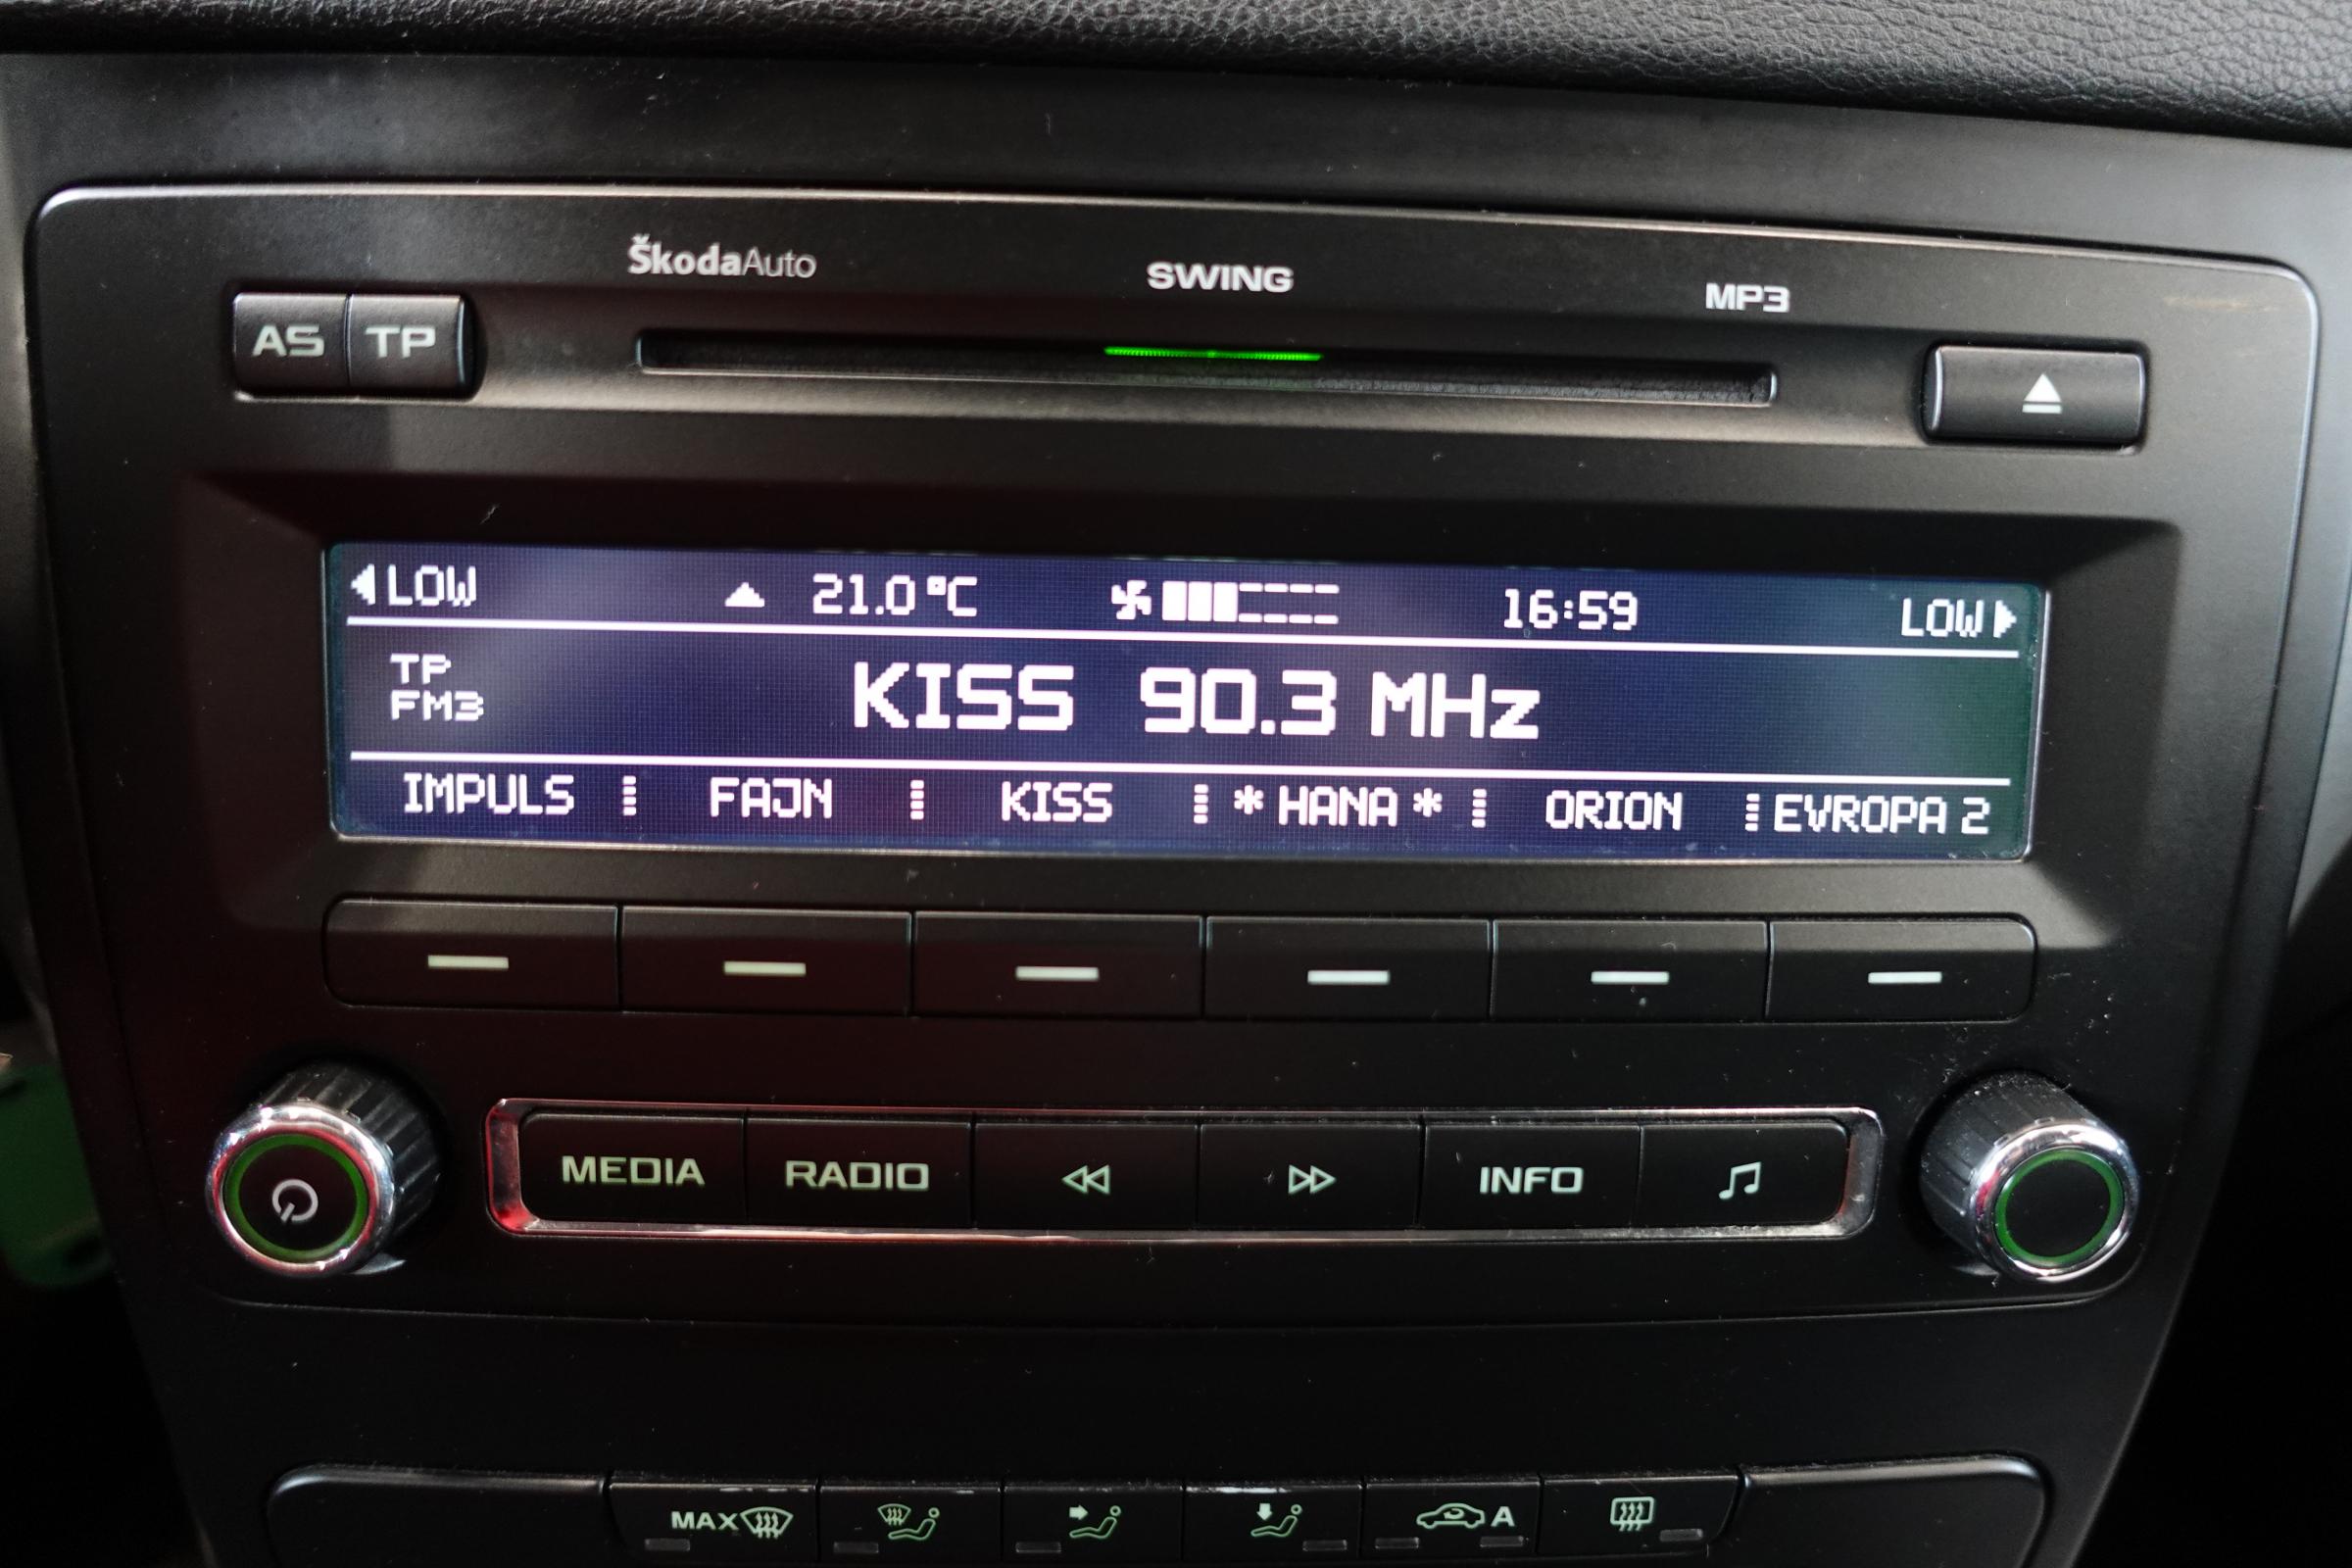 ŠkodaAuto SWING MP3
AS TP
LOW 21.0 °C 16:59 LOW
TP
FM3
KISS 90.3 MHz
IMPULS FAJN KISS * HANA * ORION EVROPA 2
MEDIA RADIO INFO
MAX A